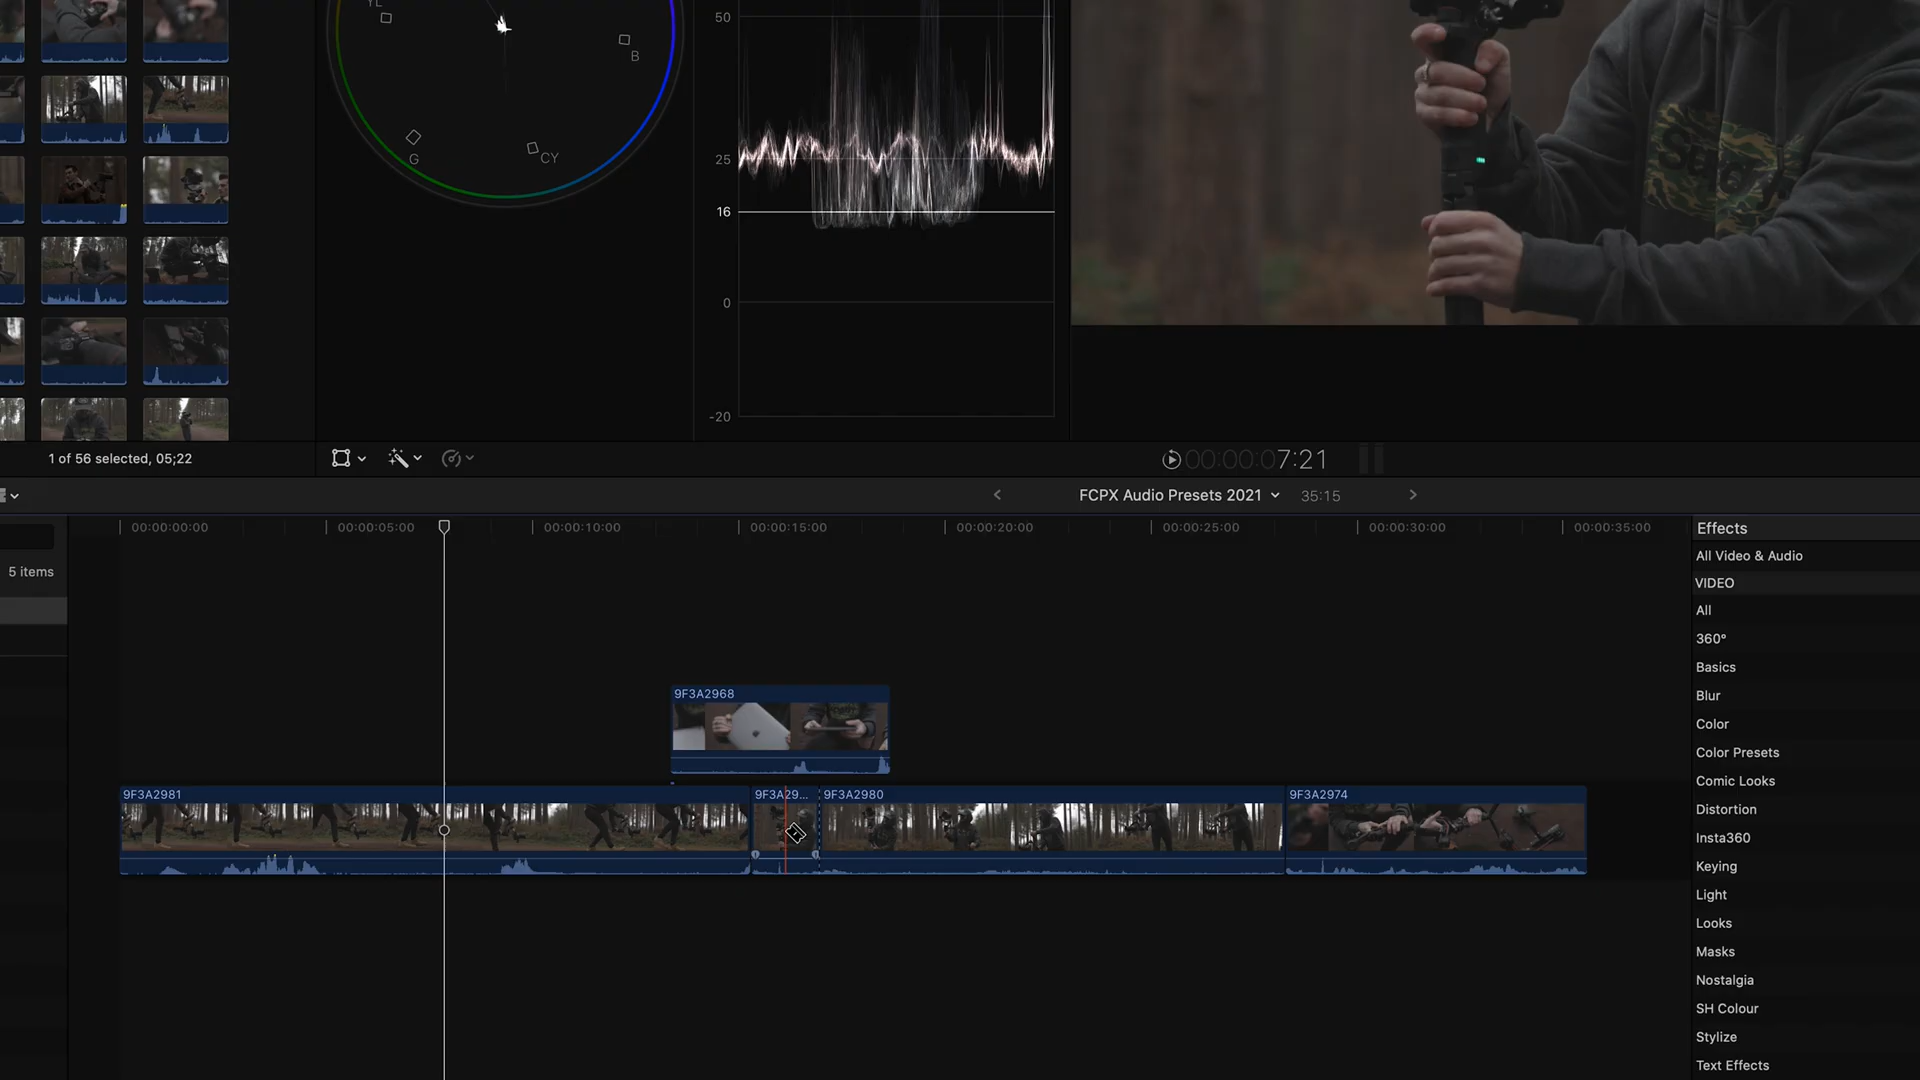 YL
B
G
CY
50
25
16
0
-20
1 of 56 selected, 05;22
00:00:00:07:21
FCPX Audio Presets 2021
35:15
5 items
00:00:00:00
00:00:05:00
00:00:10:00
00:00:15:00
00:00:20:00
00:00:25:00
00:00:30:00
00:00:35:00
9F3A2968
9F3A2981
9F3A29...
9F3A2980
9F3A2974
Effects
All Video & Audio
VIDEO
All
360°
Basics
Blur
Color
Color Presets
Comic Looks
Distortion
Insta360
Keying
Light
Looks
Masks
Nostalgia
SH Colour
Stylize
Text Effects